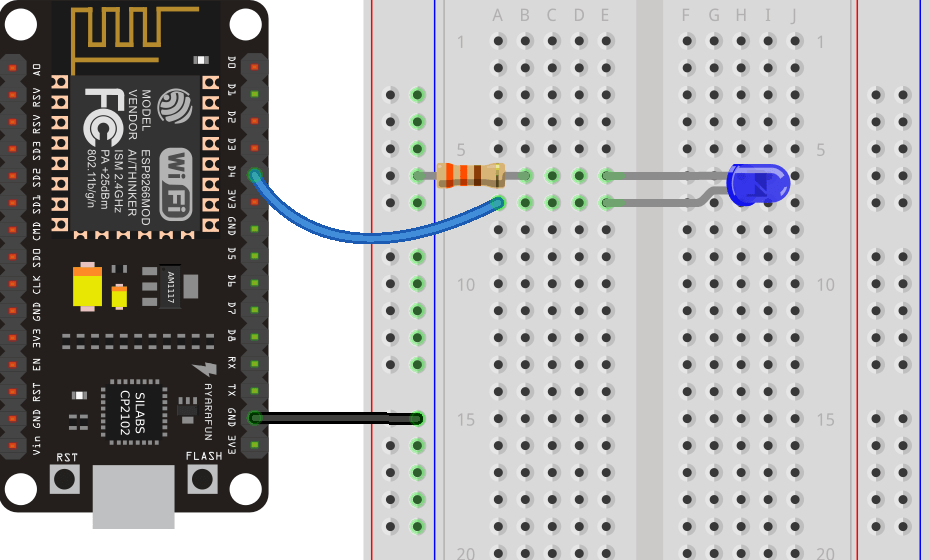 A0
RSV
RSV
SD3
SD2
SD1
CMD
SD0
CLK
GND
3V3
EN
RST
GND
Vin
FC
MODEL ESP8266MOD
VENDOR AI/THINKER
ISM 2.4GHz
PA +25dBm
802.11b/g/n
WiFi
D0
D1
D2
D3
D4
3V3
GND
D5
D6
D7
D8
RX
TX
GND
3V3
AM1117
SILABS
CP2102
AYARAFUN
RST
FLASH
A B C D E F G H I J
1 1
5 5
10 10
15 15
20 20